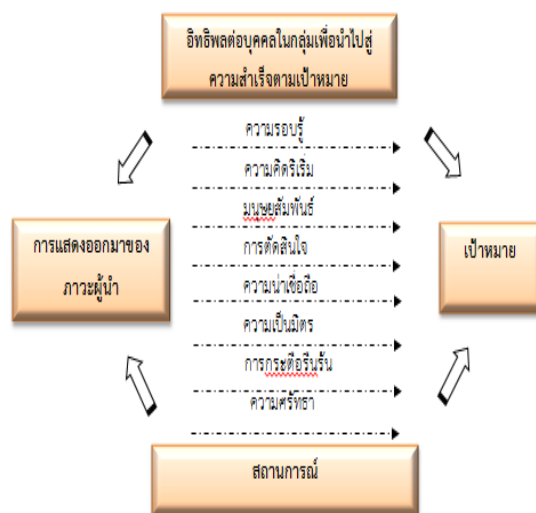 อิทธิพลต่อบุคคลในกลุ่มเพื่อนำไปสู่
ความสำเร็จตามเป้าหมาย
ความรอบรู้
ความคิดริเริ่ม
มนุษยสัมพันธ์
การแสดงออกมาของ
ภาวะผู้นำ
การตัดสินใจ
ความน่าเชื่อถือ
ความเป็นมิตร
การกระตือรือร้น
ความศรัทธา
เป้าหมาย
สถานการณ์